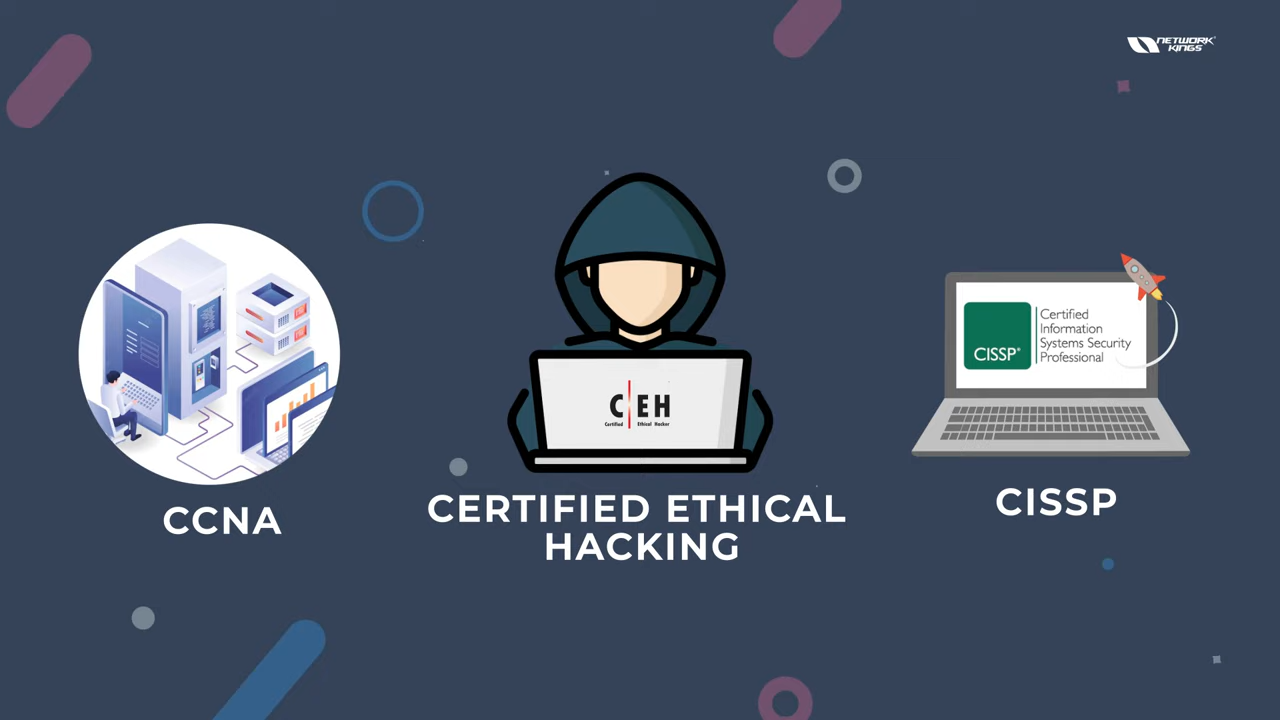 NETWORK
KINGS
CCNA
C|EH
Certified Ethical Hacker
CERTIFIED ETHICAL
HACKING
CISSP®
Certified
Information
Systems Security
Professional
CISSP